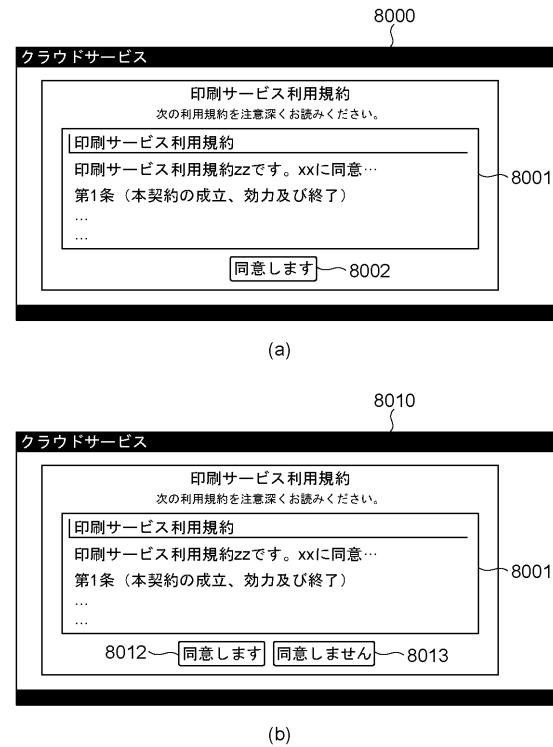 8000
クラウドサービス
印刷サービス利用規約
次の利用規約を注意深くお読みください。
印刷サービス利用規約
印刷サービス利用規約zzです。xxに同意…
第1条（本契約の成立、効力及び終了）
…
…
8001
同意します
8002
(a)
8010
クラウドサービス
印刷サービス利用規約
次の利用規約を注意深くお読みください。
印刷サービス利用規約
印刷サービス利用規約zzです。xxに同意…
第1条（本契約の成立、効力及び終了）
…
…
8001
8012
同意します
同意しません
8013
(b)